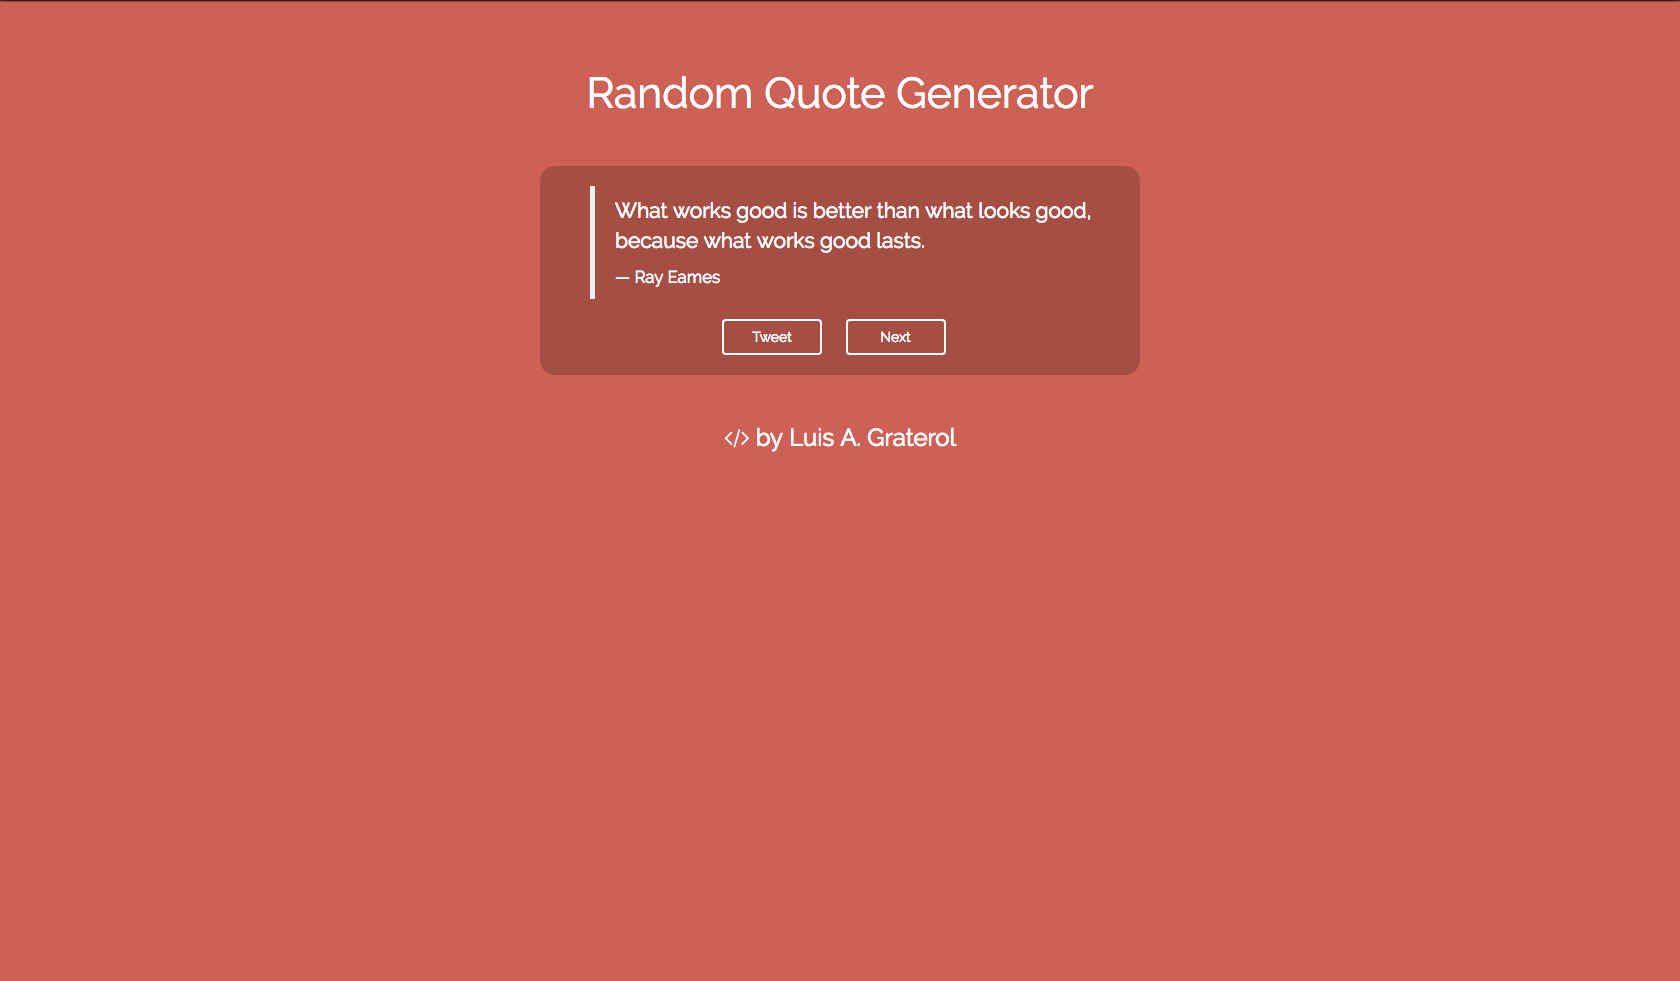 Random Quote Generator
What works good is better than what looks good,
because what works good lasts.
— Ray Eames
Tweet Next
</> by Luis A. Graterol